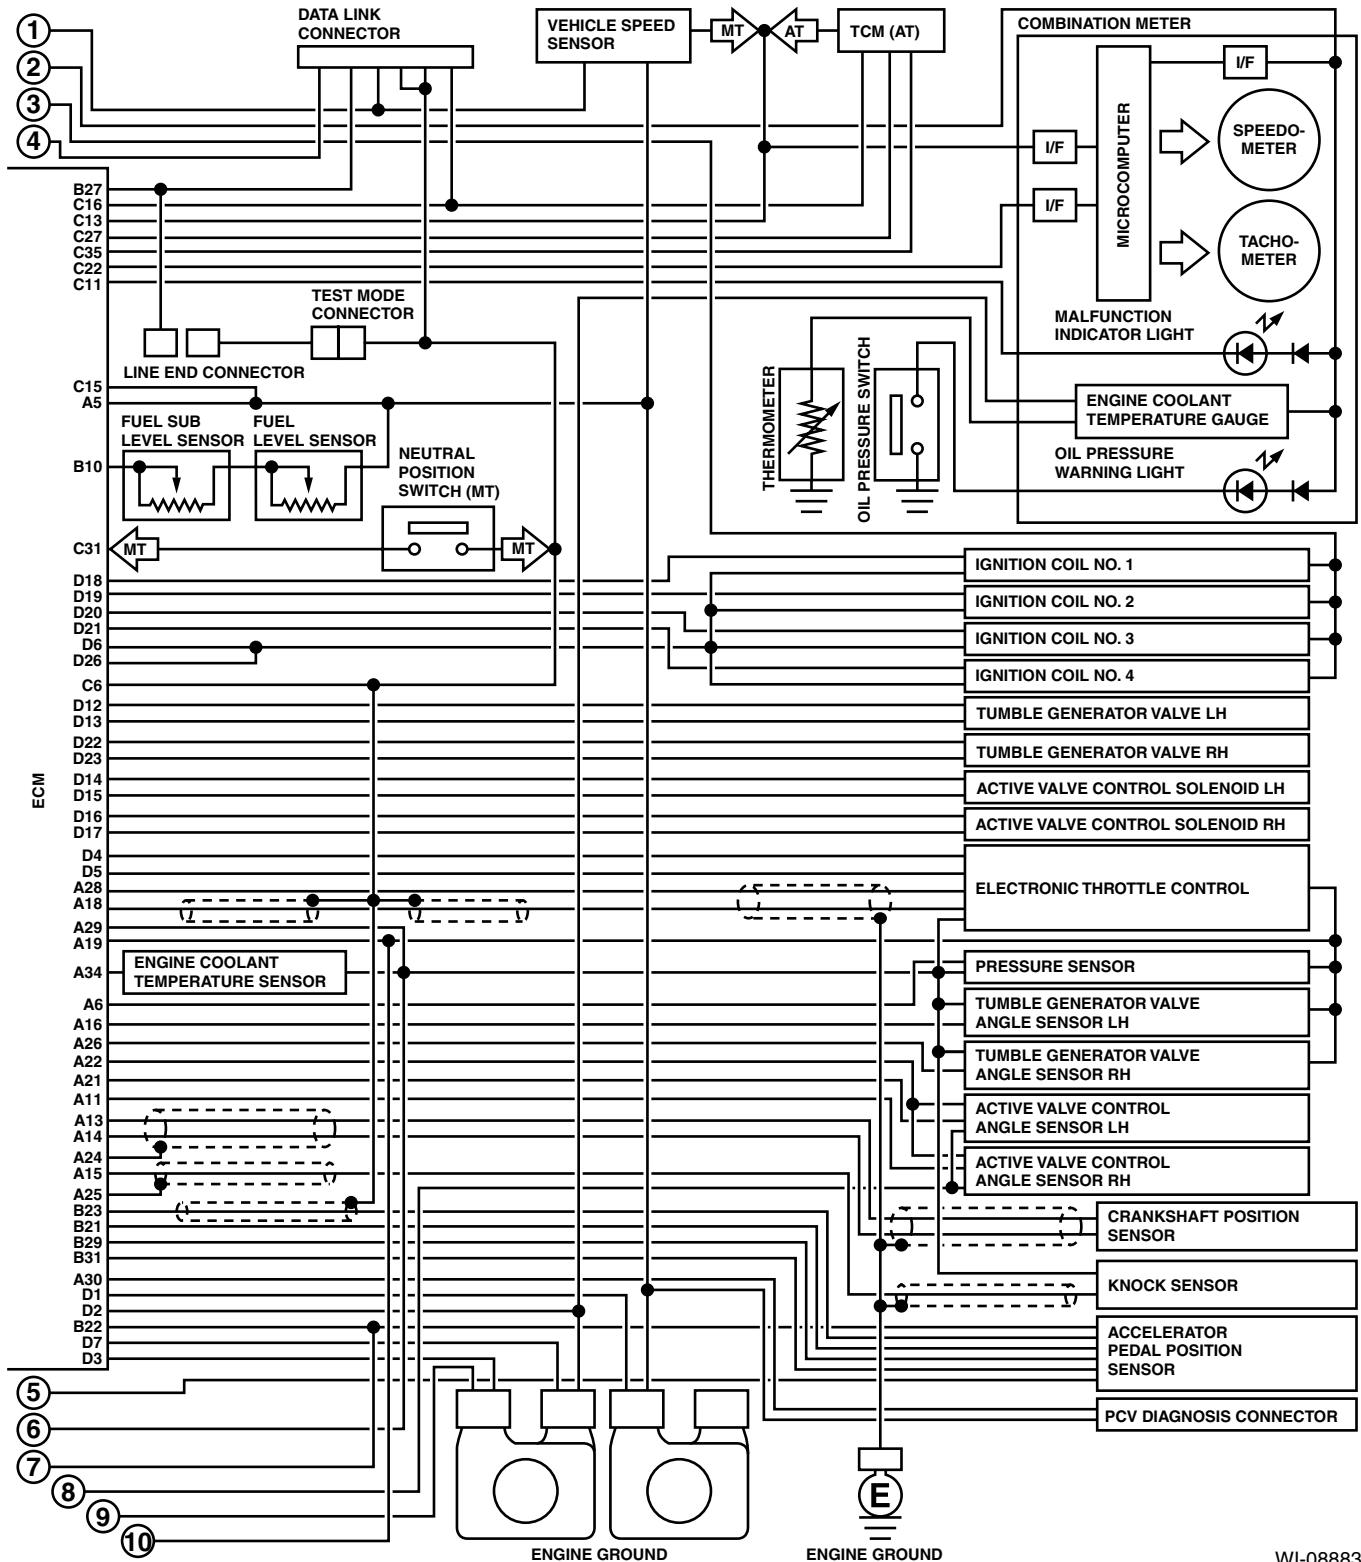 1
2
3
4
DATA LINK
CONNECTOR
VEHICLE SPEED
SENSOR
MT
AT
TCM (AT)
COMBINATION METER
I/F
I/F
I/F
MICROCOMPUTER
SPEEDO-
METER
TACHO-
METER
MALFUNCTION
INDICATOR LIGHT
ENGINE COOLANT
TEMPERATURE GAUGE
OIL PRESSURE
WARNING LIGHT
B27
C16
C13
C27
C35
C22
C11
TEST MODE
CONNECTOR
LINE END CONNECTOR
THERMOMETER
OIL PRESSURE SWITCH
C15
A5
FUEL SUB
LEVEL SENSOR
FUEL
LEVEL SENSOR
B10
NEUTRAL
POSITION
SWITCH (MT)
C31
MT
MT
D18
D19
D20
D21
D6
D26
C6
D12
D13
D22
D23
D14
D15
D16
D17
D4
D5
A28
A18
A29
A19
A34
A6
A16
A26
A22
A21
A11
A13
A14
A24
A15
A25
B23
B21
B29
B31
A30
D1
D2
B22
D7
D3
ECM
ENGINE COOLANT
TEMPERATURE SENSOR
IGNITION COIL NO. 1
IGNITION COIL NO. 2
IGNITION COIL NO. 3
IGNITION COIL NO. 4
TUMBLE GENERATOR VALVE LH
TUMBLE GENERATOR VALVE RH
ACTIVE VALVE CONTROL SOLENOID LH
ACTIVE VALVE CONTROL SOLENOID RH
ELECTRONIC THROTTLE CONTROL
PRESSURE SENSOR
TUMBLE GENERATOR VALVE
ANGLE SENSOR LH
TUMBLE GENERATOR VALVE
ANGLE SENSOR RH
ACTIVE VALVE CONTROL
ANGLE SENSOR LH
ACTIVE VALVE CONTROL
ANGLE SENSOR RH
CRANKSHAFT POSITION
SENSOR
KNOCK SENSOR
ACCELERATOR
PEDAL POSITION
SENSOR
PCV DIAGNOSIS CONNECTOR
5
6
7
8
9
10
E
ENGINE GROUND
ENGINE GROUND
WI-08883